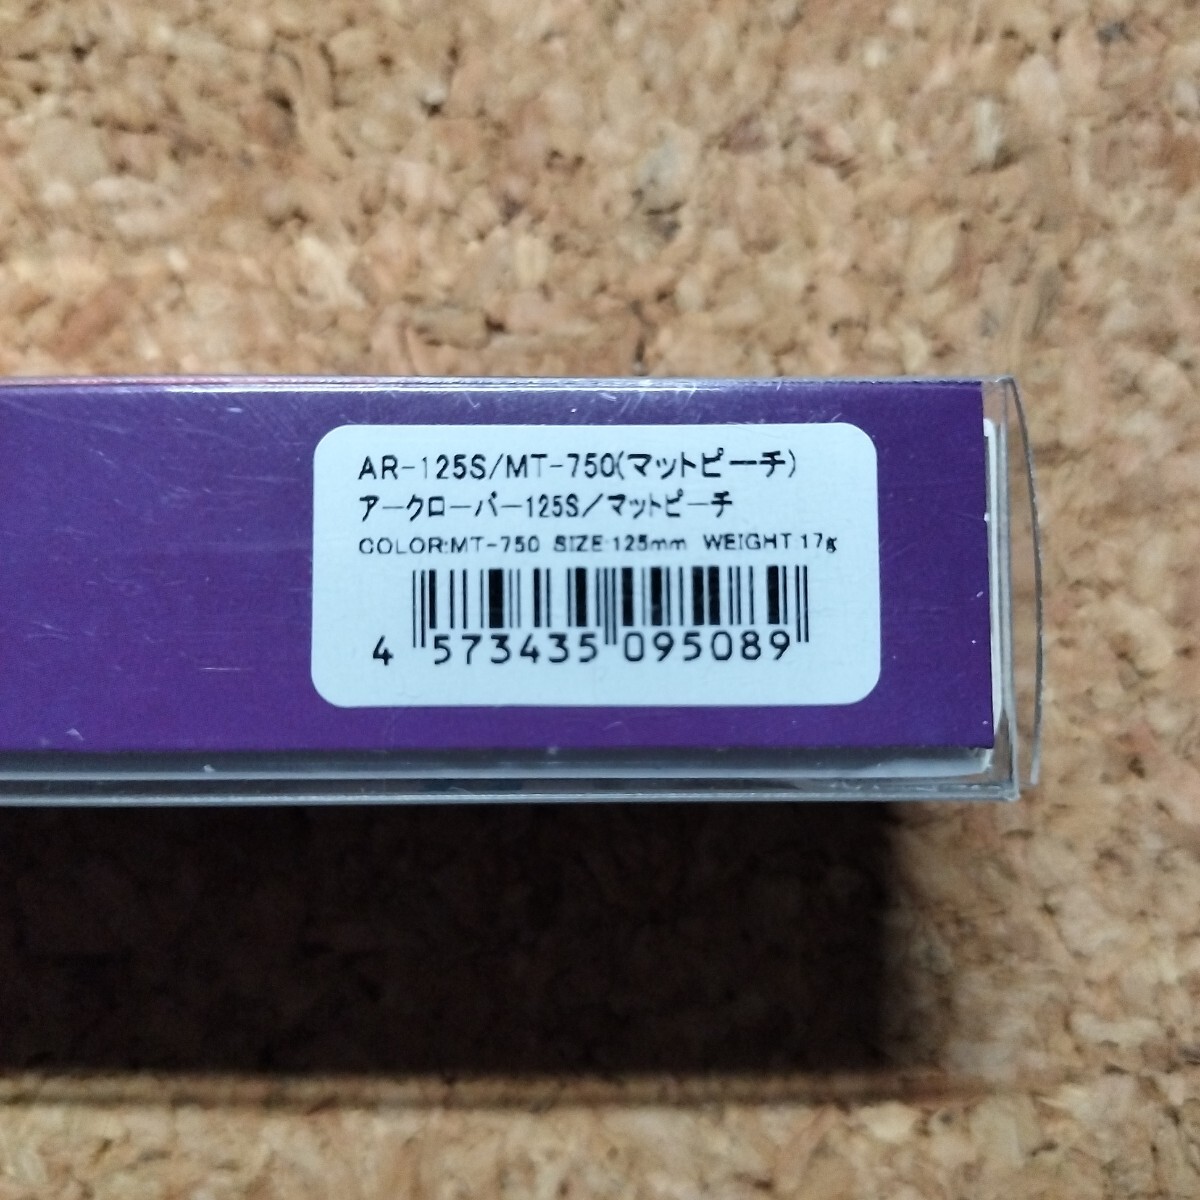 AR-125S/MT-750(マットピーチ)
アークローバー125S/マットピーチ
COLOR:MT-750 SIZE:125mm WEIGHT:17g
4 573435 095089